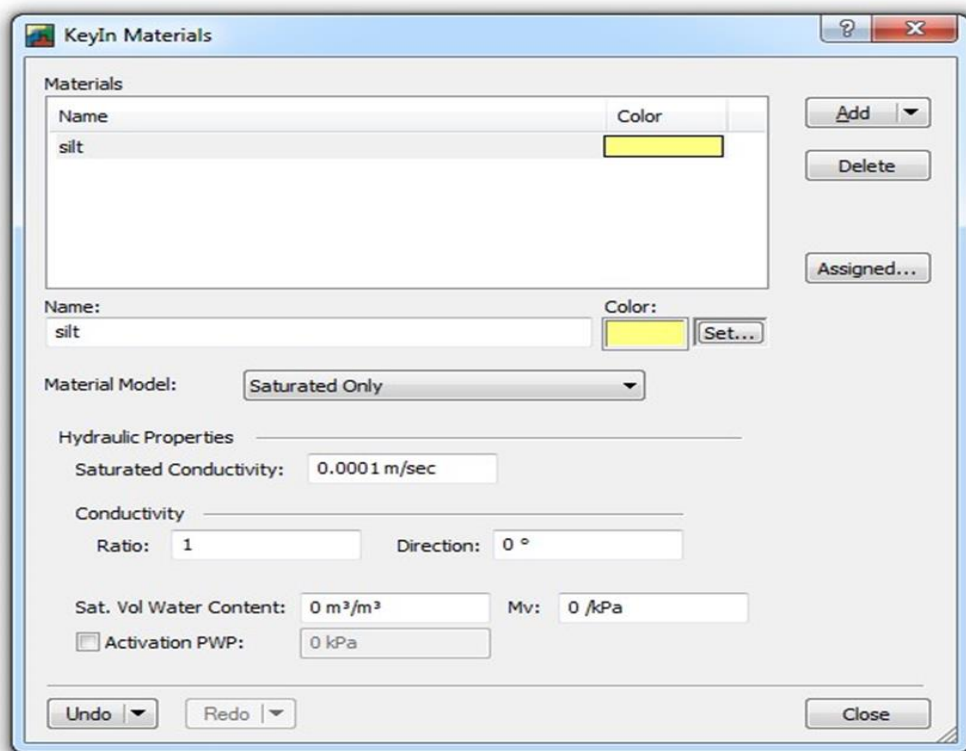 KeyIn Materials
Materials
Name Color
silt
Add
Delete
Assigned...
Name: Color:
silt Set...
Material Model: Saturated Only
Hydraulic Properties
Saturated Conductivity: 0.0001 m/sec
Conductivity
Ratio: 1 Direction: 0 °
Sat. Vol Water Content: 0 m³/m³ Mv: 0 /kPa
Activation PWP: 0 kPa
Undo Redo Close